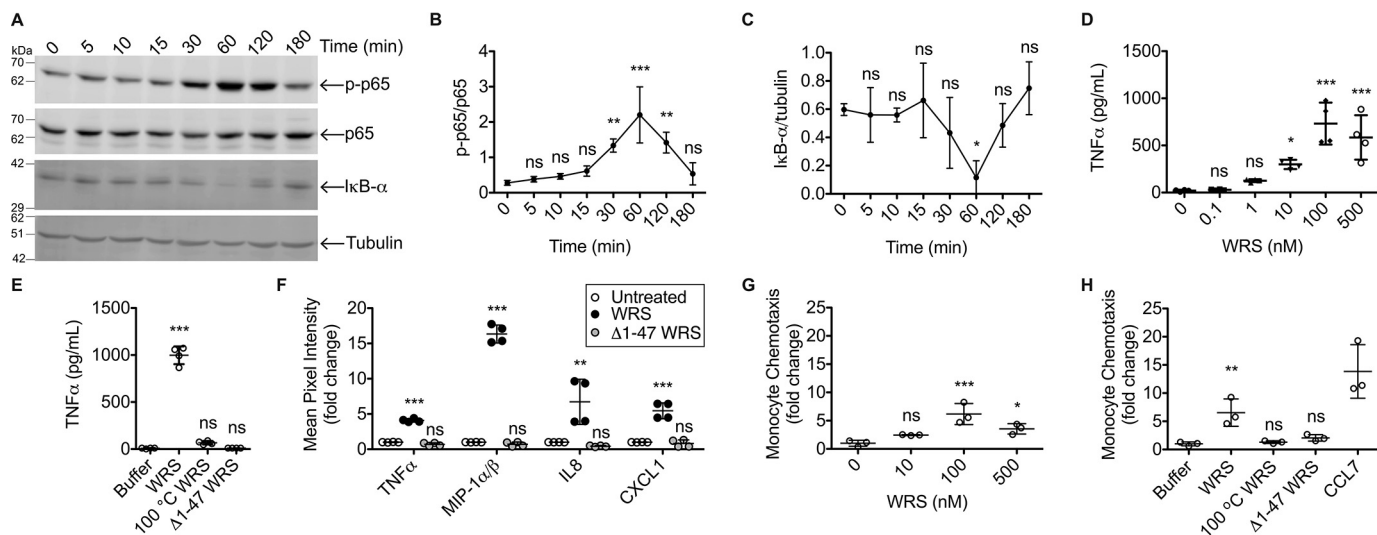 A
0 5 10 15 30 60 120 180 Time (min)
kDa
70
62
p-p65
70
62
p65
42
29
IκB-α
62
51
42
Tubulin
B
p-p65/p65
4
3
2
1
0
ns ns ns ** *** ** ns
0 5 10 15 30 60 120 180
Time (min)
C
IκB-α/tubulin
1.0
0.8
0.6
0.4
0.2
0.0
ns ns ns ns * ns ns
0 5 10 15 30 60 120 180
Time (min)
D
TNFα (pg/mL)
1500
1000
500
0
ns * *** ***
0 0.1 1 10 100 500
WRS (nM)
E
TNFα (pg/mL)
1500
1000
500
0
*** ns ns
Buffer WRS 100 °C WRS Δ1-47 WRS
F
Mean Pixel Intensity
(fold change)
20
15
10
5
0
Untreated
WRS
Δ1-47 WRS
*** ns *** ns ** ns *** ns
TNFα MIP-1α/β IL8 CXCL1
G
Monocyte Chemotaxis
(fold change)
25
20
15
10
5
0
ns *** *
0 10 100 500
WRS (nM)
H
Monocyte Chemotaxis
(fold change)
25
20
15
10
5
0
** ns ns
Buffer WRS 100 °C WRS Δ1-47 WRS CCL7